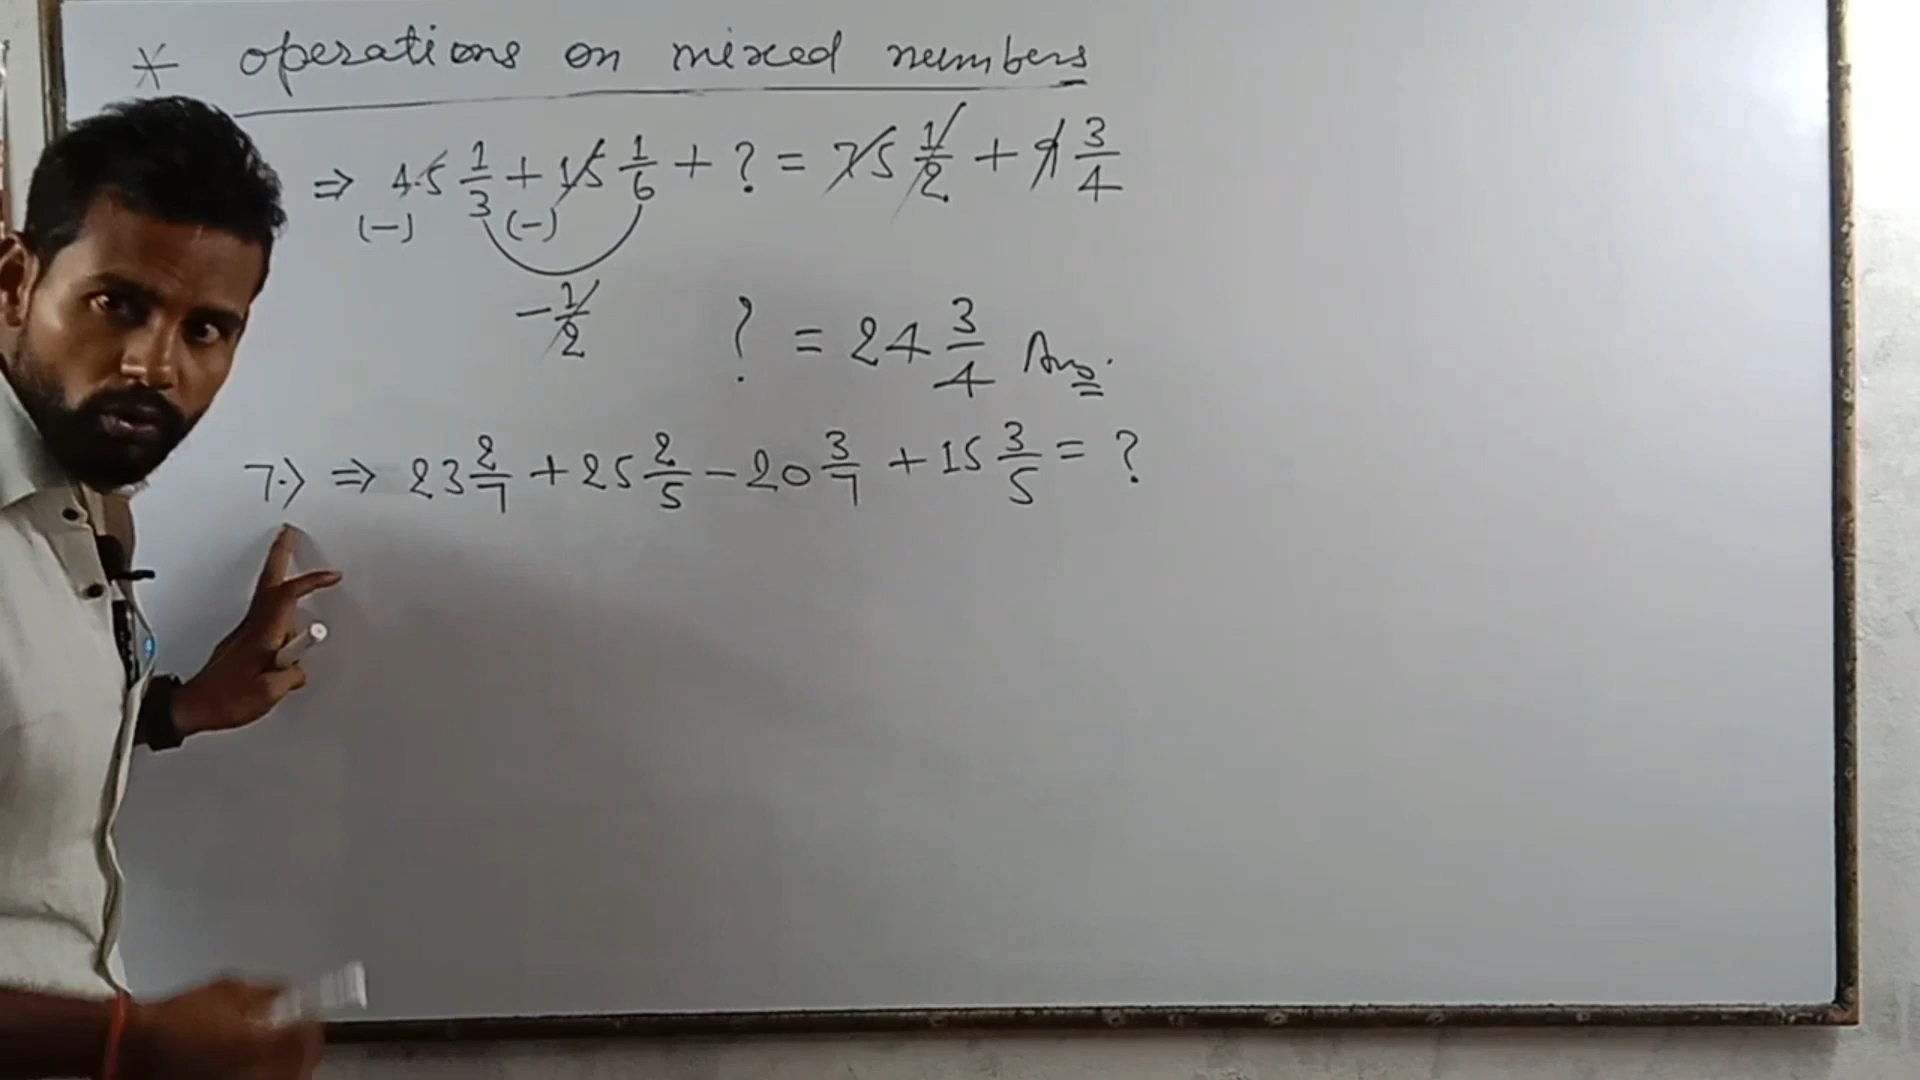 * operations on mixed numbers
⇒ 45 1/3 + 15 1/6 + ? = 75 1/2 + 9 3/4
(-) (-)
- 1/2
? = 24 3/4 Ans.
7.) ⇒ 23 2/7 + 25 2/5 - 20 3/7 + 15 3/5 = ?